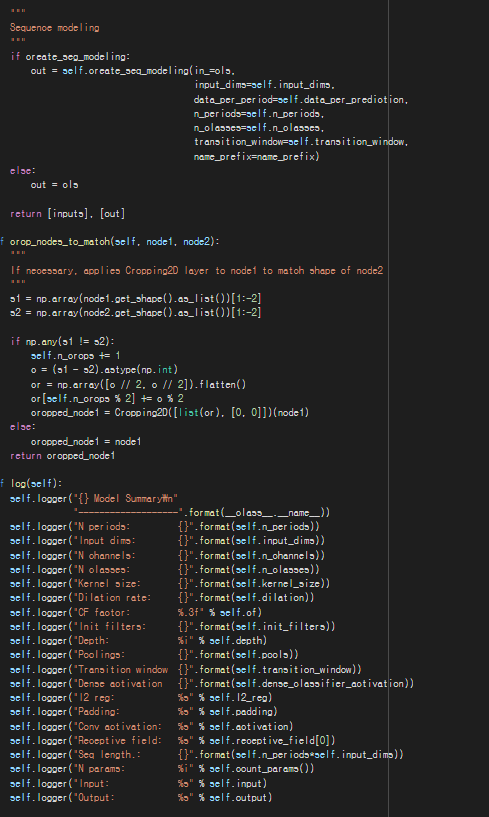 """
Sequence modeling
"""
if create_seq_modeling:
out = self.create_seq_modeling(in_=cls,
input_dims=self.input_dims,
data_per_period=self.data_per_prediction,
n_periods=self.n_periods,
n_classes=self.n_classes,
transition_window=self.transition_window,
name_prefix=name_prefix)
else:
out = cls
return [inputs], [out]
f crop_nodes_to_match(self, node1, node2):
"""
If necessary, applies Cropping2D layer to node1 to match shape of node2
"""
s1 = np.array(node1.get_shape().as_list())[1:-2]
s2 = np.array(node2.get_shape().as_list())[1:-2]
if np.any(s1 != s2):
self.n_crops += 1
c = (s1 - s2).astype(np.int)
cr = np.array([c // 2, c // 2]).flatten()
cr[self.n_crops % 2] += c % 2
cropped_node1 = Cropping2D([list(cr), [0, 0]])(node1)
else:
cropped_node1 = node1
return cropped_node1
f log(self):
self.logger("{} Model Summary₩n"
"-------------------".format(__class__.__name__))
self.logger("N periods: {}".format(self.n_periods))
self.logger("Input dims: {}".format(self.input_dims))
self.logger("N channels: {}".format(self.n_channels))
self.logger("N classes: {}".format(self.n_classes))
self.logger("Kernel size: {}".format(self.kernel_size))
self.logger("Dilation rate: {}".format(self.dilation))
self.logger("CF factor: %.3f" % self.cf)
self.logger("Init filters: {}".format(self.init_filters))
self.logger("Depth: %i" % self.depth)
self.logger("Poolings: {}".format(self.pools))
self.logger("Transition window {}".format(self.transition_window))
self.logger("Dense activation {}".format(self.dense_classifier_activation))
self.logger("l2 reg: %s" % self.l2_reg)
self.logger("Padding: %s" % self.padding)
self.logger("Conv activation: %s" % self.activation)
self.logger("Receptive field: %s" % self.receptive_field[0])
self.logger("Seq length.: {}".format(self.n_periods*self.input_dims))
self.logger("N params: %i" % self.count_params())
self.logger("Input: %s" % self.input)
self.logger("Output: %s" % self.output)